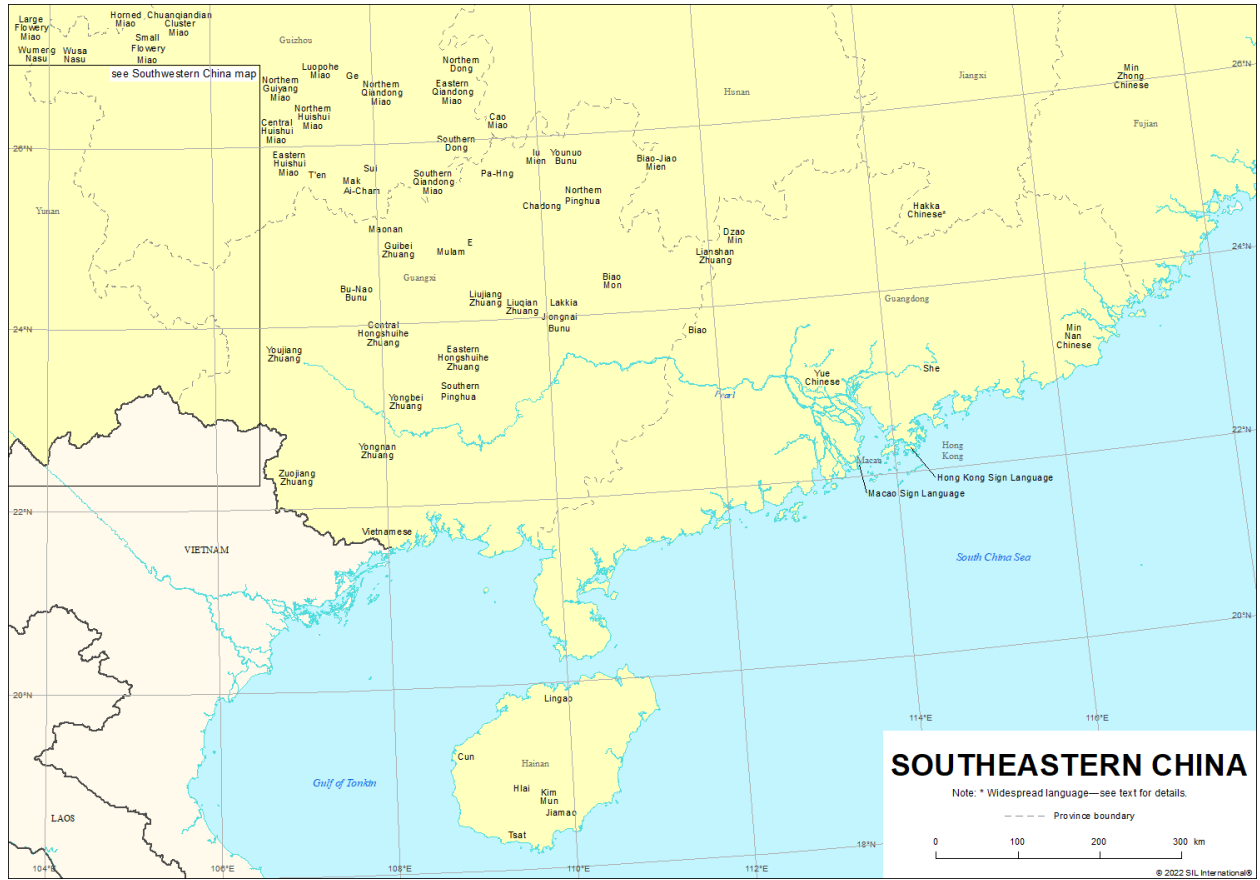 Large
Flowery
Miao
Horned
Miao
Chuanqiandian
Cluster
Miao
Small
Flowery
Miao
Wumeng
Nasu
Wusa
Nasu
see Southwestern China map
Guizhou
Luopohe
Miao
Ge
Northern
Guiyang
Miao
Northern
Qiandong
Miao
Northern
Dong
Eastern
Qiandong
Miao
Northern
Huishui
Miao
Central
Huishui
Miao
Cao
Miao
Southern
Dong
Hunan
Jiangxi
Min
Zhong
Chinese
Fujian
26°N
26°N
Eastern
Huishui
Miao
T'en
Sui
Mak
Ai-Cham
Southern
Qiandong
Miao
Iu
Mien
Younuo
Bunu
Pa-Hng
Biao-Jiao
Mien
Northern
Pinghua
Chadong
Hakka
Chinese*
Yunan
Maonan
Guibei
Zhuang
Mulam
E
Dzao
Min
Lianshan
Zhuang
24°N
Guangxi
Bu-Nao
Bunu
Liujiang
Zhuang
Liuqian
Zhuang
Lakkia
Jongnai
Bunu
Biao
Mon
Guangdong
24°N
Central
Hongshuihe
Zhuang
Biao
Min
Nan
Chinese
Youjiang
Zhuang
Eastern
Hongshuihe
Zhuang
Yue
Chinese
She
Yongbei
Zhuang
Southern
Pinghua
Pearl
22°N
Yongnan
Zhuang
Zuojiang
Zhuang
Macau
Hong
Kong
Hong Kong Sign Language
Macao Sign Language
22°N
Vietnamese
VIETNAM
South China Sea
20°N
20°N
Lingao
Cun
Hainan
Hlai
Kim
Mun
Jiamao
Tsat
Gulf of Tonkin
LAOS
114°E
116°E
18°N
104°E
106°E
108°E
110°E
112°E
SOUTHEASTERN CHINA
Note: * Widespread language—see text for details.
Province boundary
0
100
200
300 km
© 2022 SIL International®